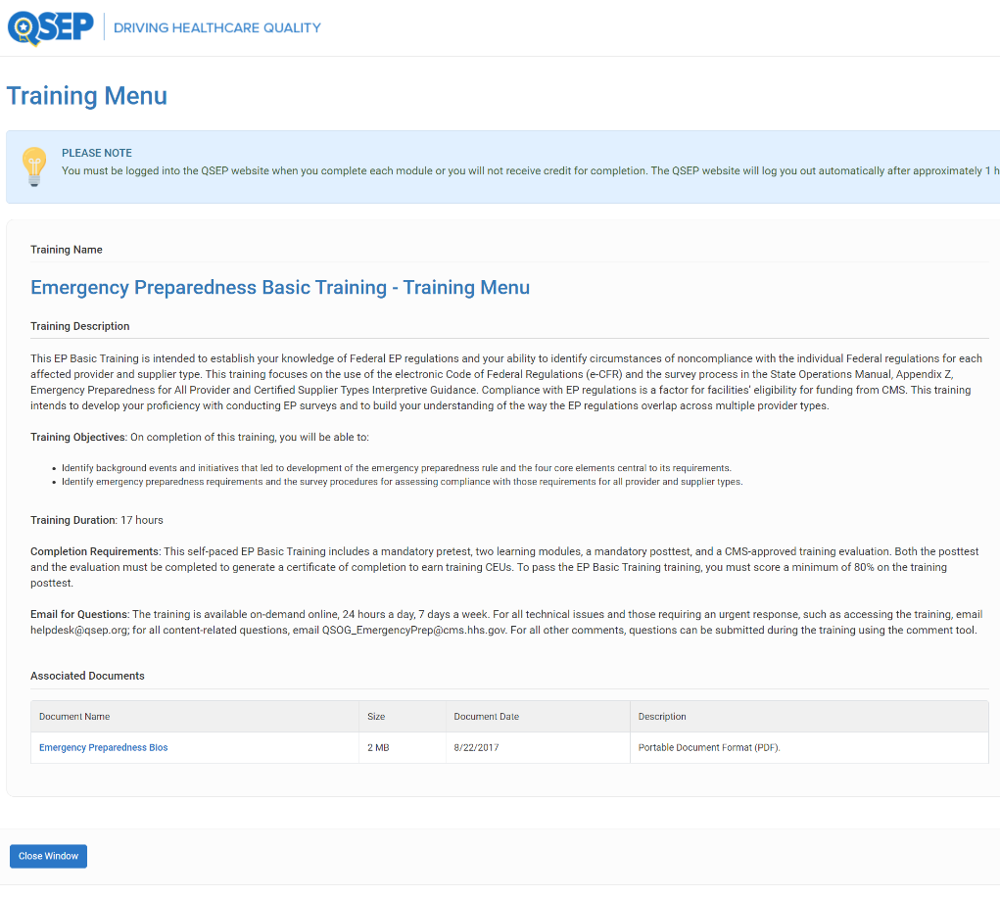 QSEP DRIVING HEALTHCARE QUALITY
Training Menu
PLEASE NOTE
You must be logged into the QSEP website when you complete each module or you will not receive credit for completion. The QSEP website will log you out automatically after approximately 1 h
Training Name
Emergency Preparedness Basic Training - Training Menu
Training Description
This EP Basic Training is intended to establish your knowledge of Federal EP regulations and your ability to identify circumstances of noncompliance with the individual Federal regulations for each
affected provider and supplier type. This training focuses on the use of the electronic Code of Federal Regulations (e-CFR) and the survey process in the State Operations Manual, Appendix Z,
Emergency Preparedness for All Provider and Certified Supplier Types Interpretive Guidance. Compliance with EP regulations is a factor for facilities' eligibility for funding from CMS. This training
intends to develop your proficiency with conducting EP surveys and to build your understanding of the way the EP regulations overlap across multiple provider types.
Training Objectives: On completion of this training, you will be able to:
• Identify background events and initiatives that led to development of the emergency preparedness rule and the four core elements central to its requirements.
• Identify emergency preparedness requirements and the survey procedures for assessing compliance with those requirements for all provider and supplier types.
Training Duration: 17 hours
Completion Requirements: This self-paced EP Basic Training includes a mandatory pretest, two learning modules, a mandatory posttest, and a CMS-approved training evaluation. Both the posttest
and the evaluation must be completed to generate a certificate of completion to earn training CEUs. To pass the EP Basic Training training, you must score a minimum of 80% on the training
posttest.
Email for Questions: The training is available on-demand online, 24 hours a day, 7 days a week. For all technical issues and those requiring an urgent response, such as accessing the training, email
helpdesk@qsep.org; for all content-related questions, email QSOG_EmergencyPrep@cms.hhs.gov. For all other comments, questions can be submitted during the training using the comment tool.
Associated Documents
Document Name Size Document Date Description
Emergency Preparedness Bios 2 MB 8/22/2017 Portable Document Format (PDF).
Close Window